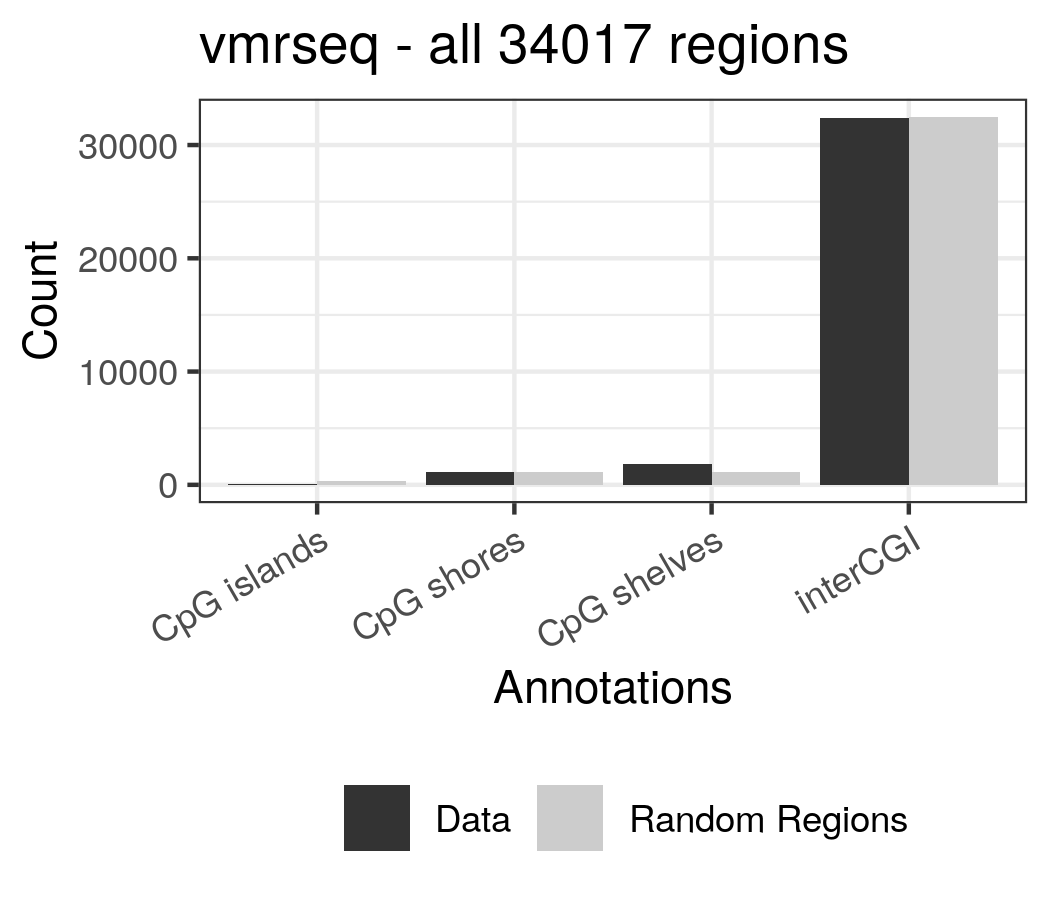 vmrseq - all 34017 regions
Count
30000
20000
10000
0
CpG islands
CpG shores
CpG shelves
interCGI
Annotations
Data
Random Regions